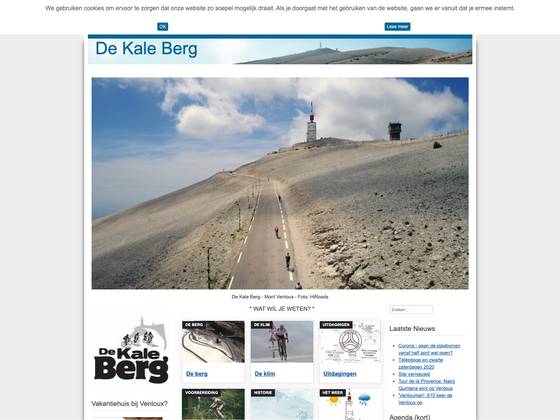 We gebruiken cookies om ervoor te zorgen dat onze website zo soepel mogelijk draait. Als je doorgaat met het gebruiken van de website, gaan we er vanuit dat je ermee instemt.
OK
Lees meer
De Kale Berg
De Kale Berg - Mont Ventoux - Foto: HifRoads
* WAT WIL JE WETEN? *
De Kale
Berg
Vakantiehuis bij Ventoux?
DE BERG
De berg
DE KLIM
De klim
UITDAGINGEN
Uitdagingen
VOORBEREIDING
HISTORIE
HET WEER
Zoeken ...
Laatste Nieuws
Corona - gaan de slagbomen
vanaf half april wel open?
Télépéage en zwarte
zaterdagen 2020
Site vernieuwd
Tour de la Provence: Nairo
Quintana wint op Ventoux
'Ventoumán': 810 keer de
Ventoux op
Agenda (kort)